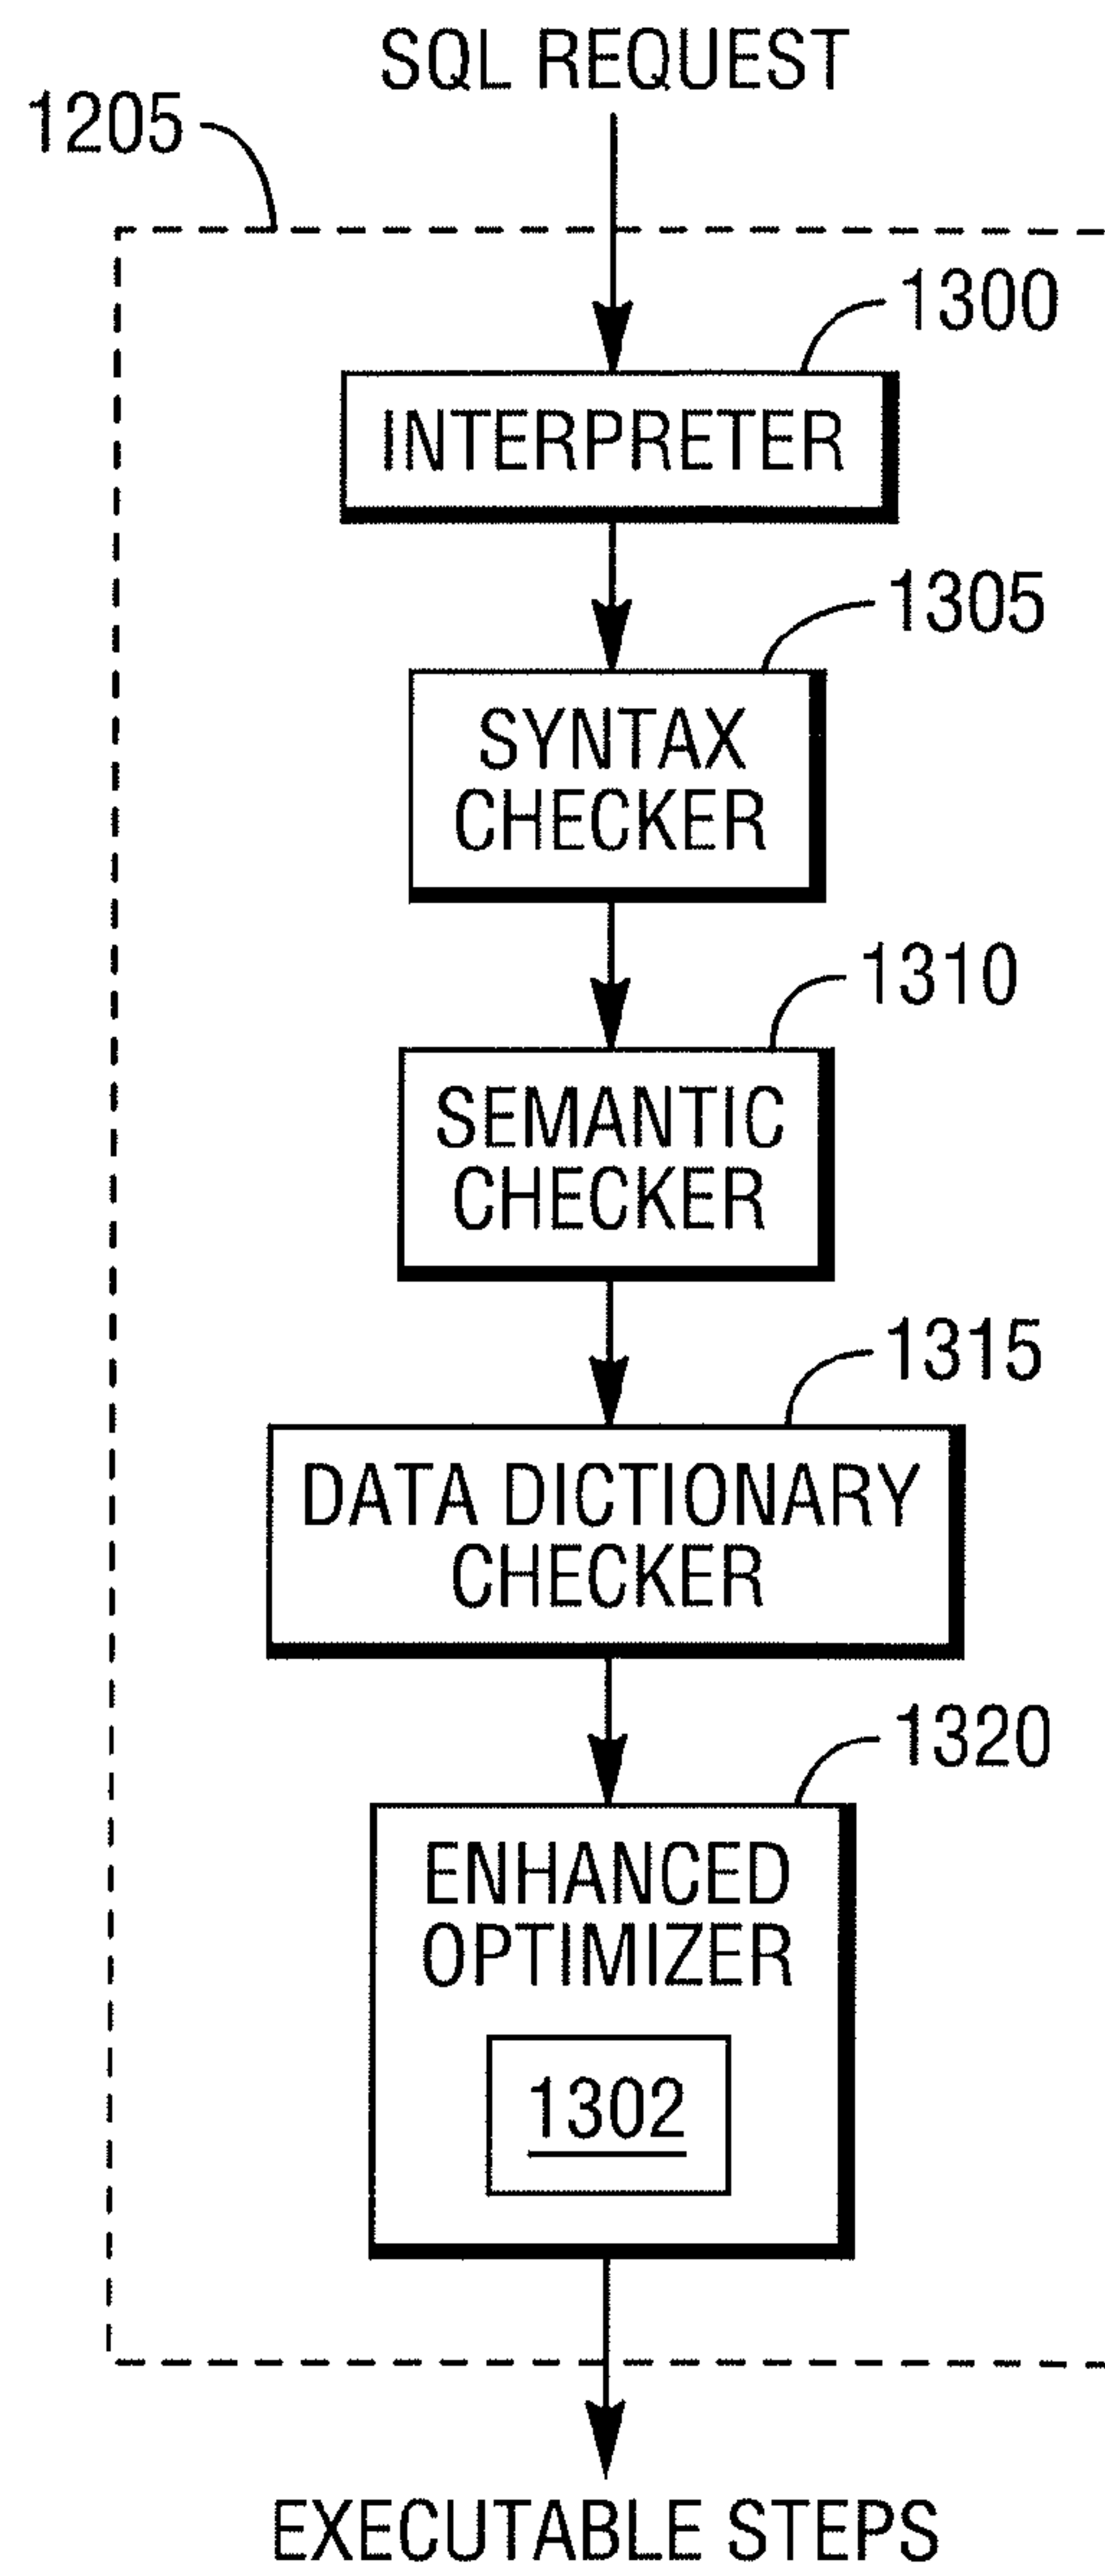 SQL REQUEST
1205
1300
INTERPRETER
1305
SYNTAX
CHECKER
1310
SEMANTIC
CHECKER
1315
DATA DICTIONARY
CHECKER
1320
ENHANCED
OPTIMIZER
1302
EXECUTABLE STEPS